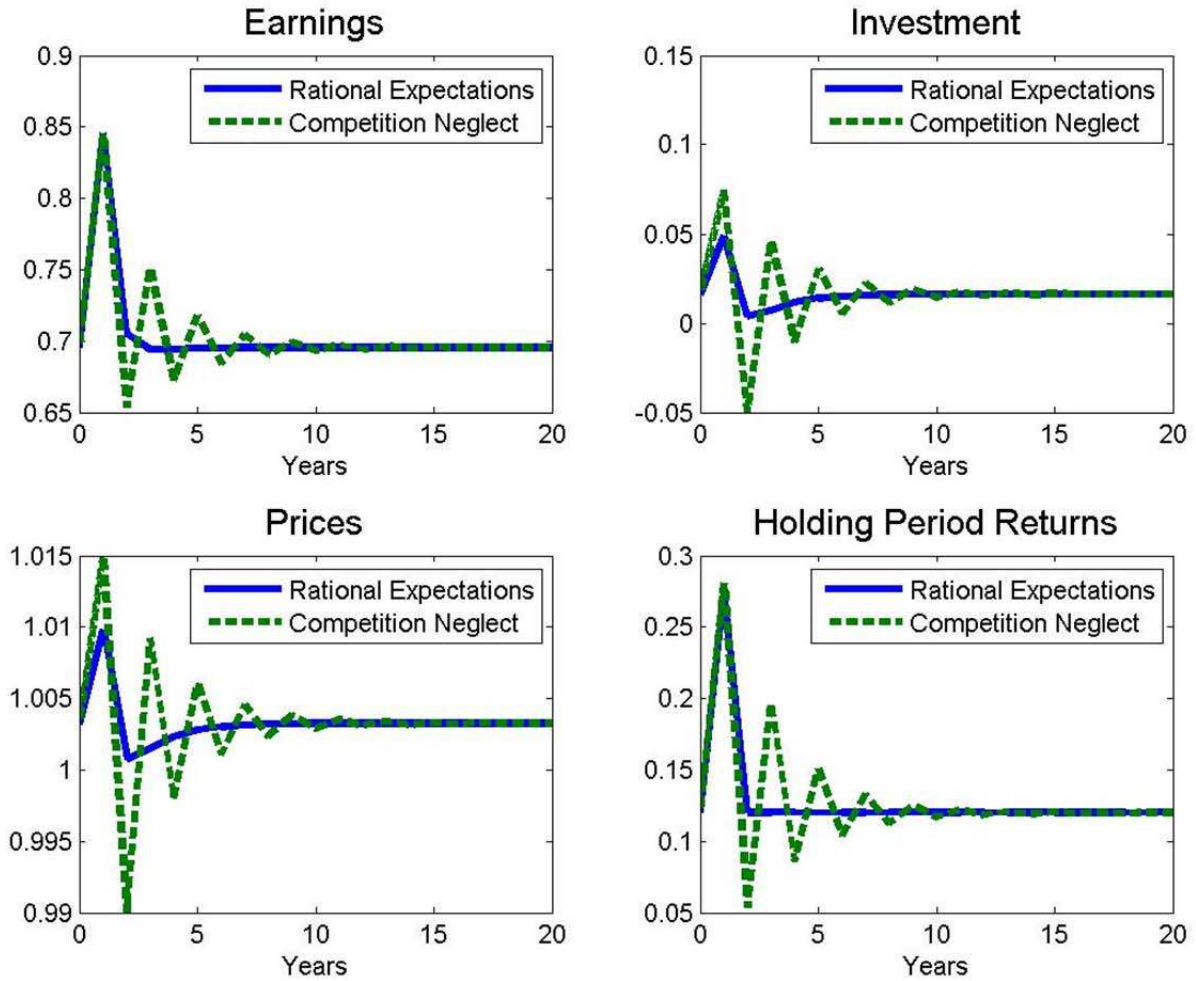 Earnings
0.9
0.85
0.8
0.75
0.7
0.65
Rational Expectations
Competition Neglect
0 5 10 15 20
Years
Investment
0.15
0.1
0.05
0
-0.05
Rational Expectations
Competition Neglect
0 5 10 15 20
Years
Prices
1.015
1.01
1.005
1
0.995
0.99
Rational Expectations
Competition Neglect
0 5 10 15 20
Years
Holding Period Returns
0.3
0.25
0.2
0.15
0.1
0.05
Rational Expectations
Competition Neglect
0 5 10 15 20
Years